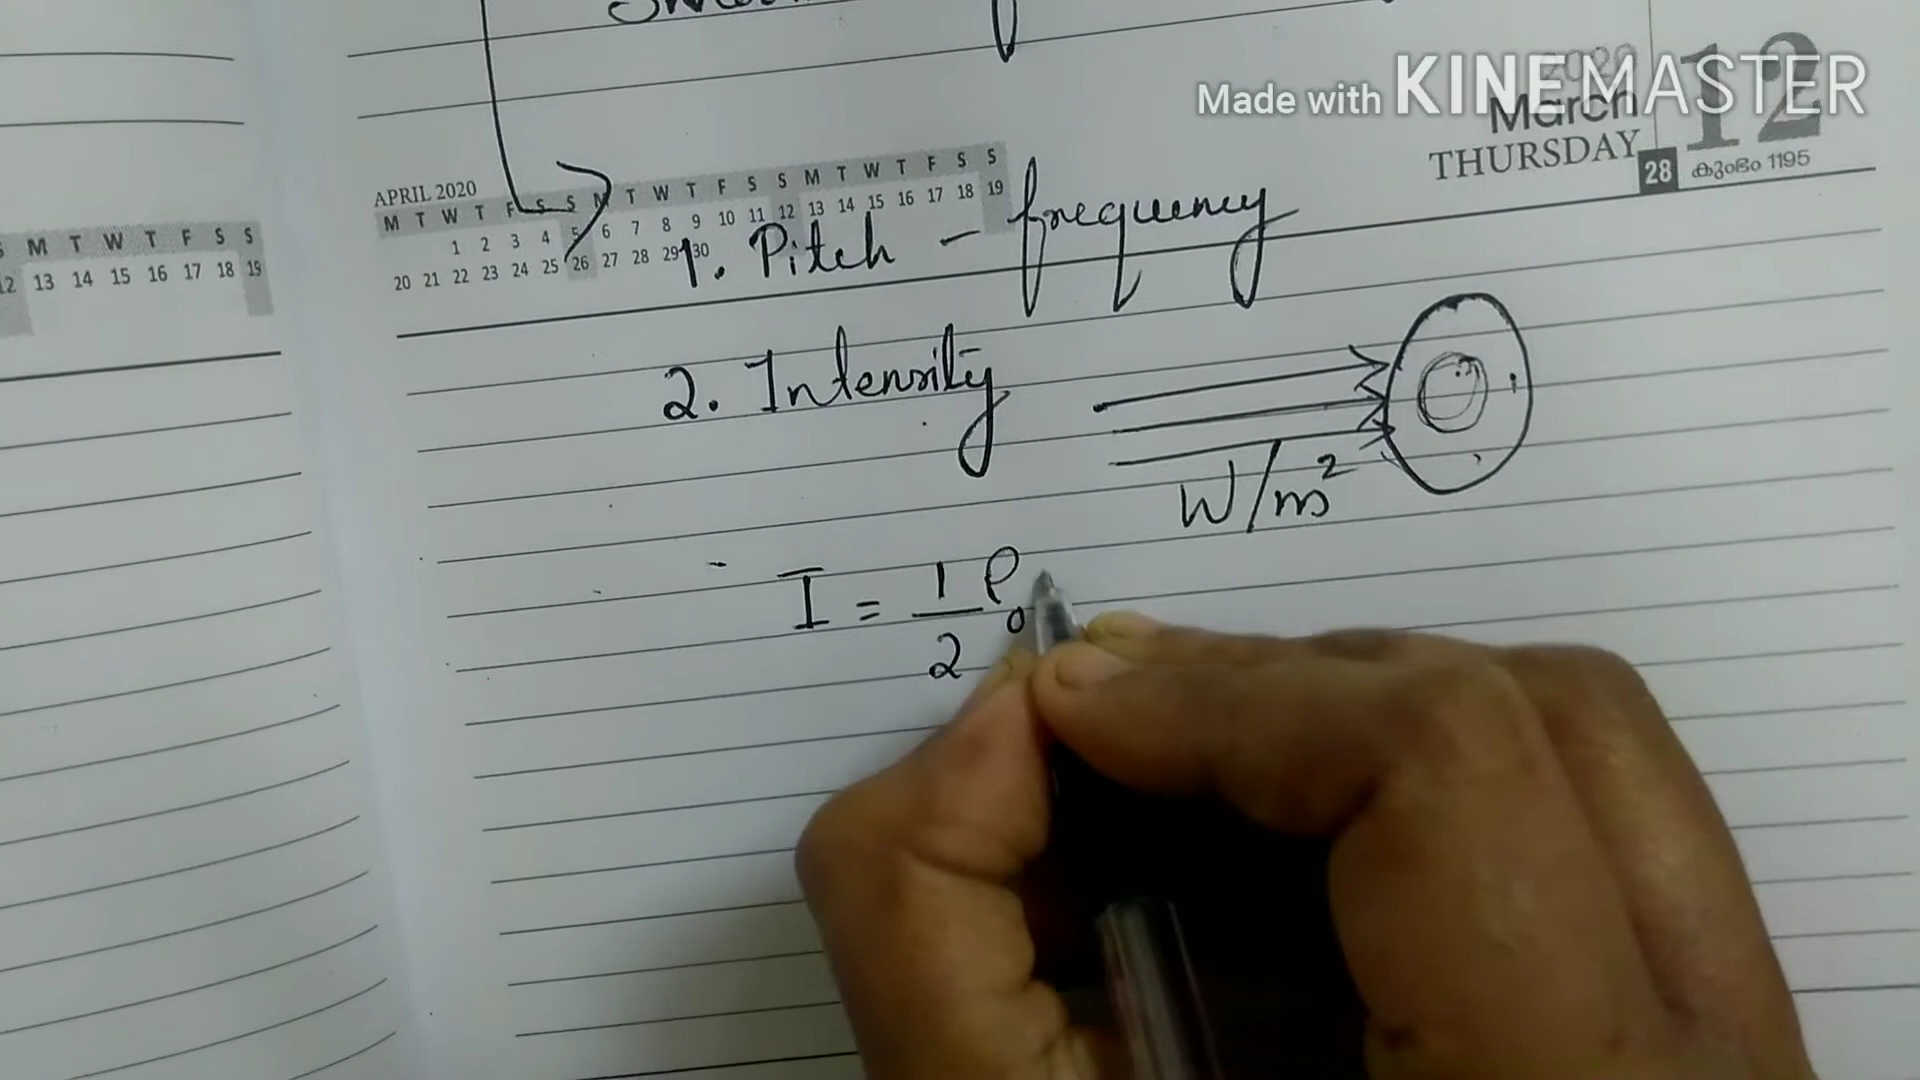 Made with KINEMASTER
2020
March
THURSDAY
12
28 കുംഭം 1195
APRIL 2020
M T W T F S S M T W T F S S M T W T F S S
1 2 3 4 5 6 7 8 9 10 11 12 13 14 15 16 17 18 19
20 21 22 23 24 25 26 27 28 29 30
M T W T F S S
12 13 14 15 16 17 18 19
1. Pitch - frequency
2. Intensity
W/m²
I = 1/2 ρ₀